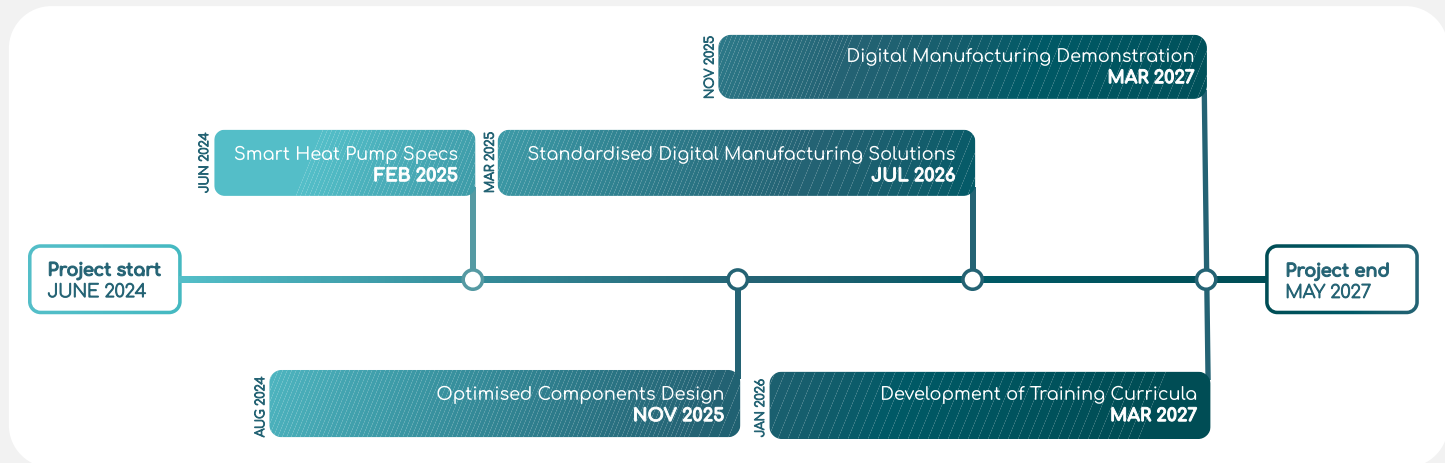 NOV 2025
Digital Manufacturing Demonstration
MAR 2027
JUN 2024
Smart Heat Pump Specs
FEB 2025
MAR 2025
Standardised Digital Manufacturing Solutions
JUL 2026
Project start
JUNE 2024
Project end
MAY 2027
AUG 2024
Optimised Components Design
NOV 2025
JAN 2026
Development of Training Curricula
MAR 2027